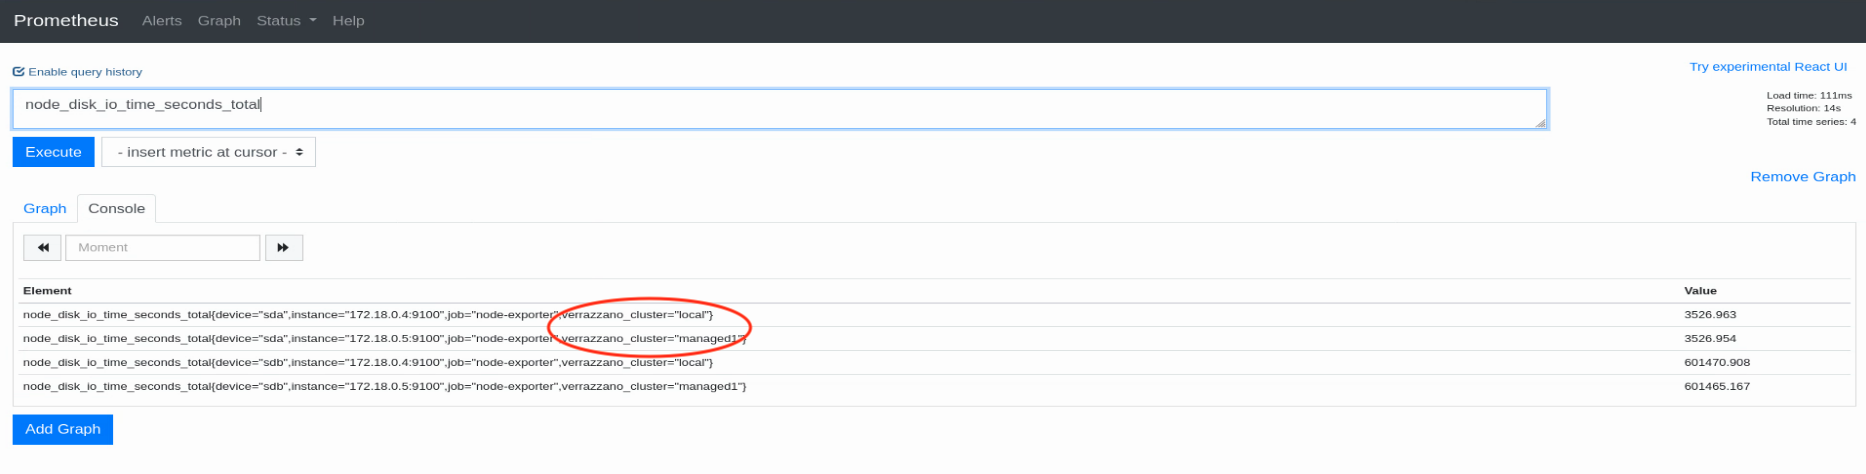 Prometheus Alerts Graph Status Help
Enable query history
Try experimental React UI
node_disk_io_time_seconds_total
Load time: 111ms
Resolution: 14s
Total time series: 4
Execute - insert metric at cursor -
Remove Graph
Graph Console
Moment
Element Value
node_disk_io_time_seconds_total{device="sda",instance="172.18.0.4:9100",job="node-exporter",verrazzano_cluster="local"} 3526.963
node_disk_io_time_seconds_total{device="sda",instance="172.18.0.5:9100",job="node-exporter",verrazzano_cluster="managed1"} 3526.954
node_disk_io_time_seconds_total{device="sdb",instance="172.18.0.4:9100",job="node-exporter",verrazzano_cluster="local"} 601470.908
node_disk_io_time_seconds_total{device="sdb",instance="172.18.0.5:9100",job="node-exporter",verrazzano_cluster="managed1"} 601465.167
Add Graph